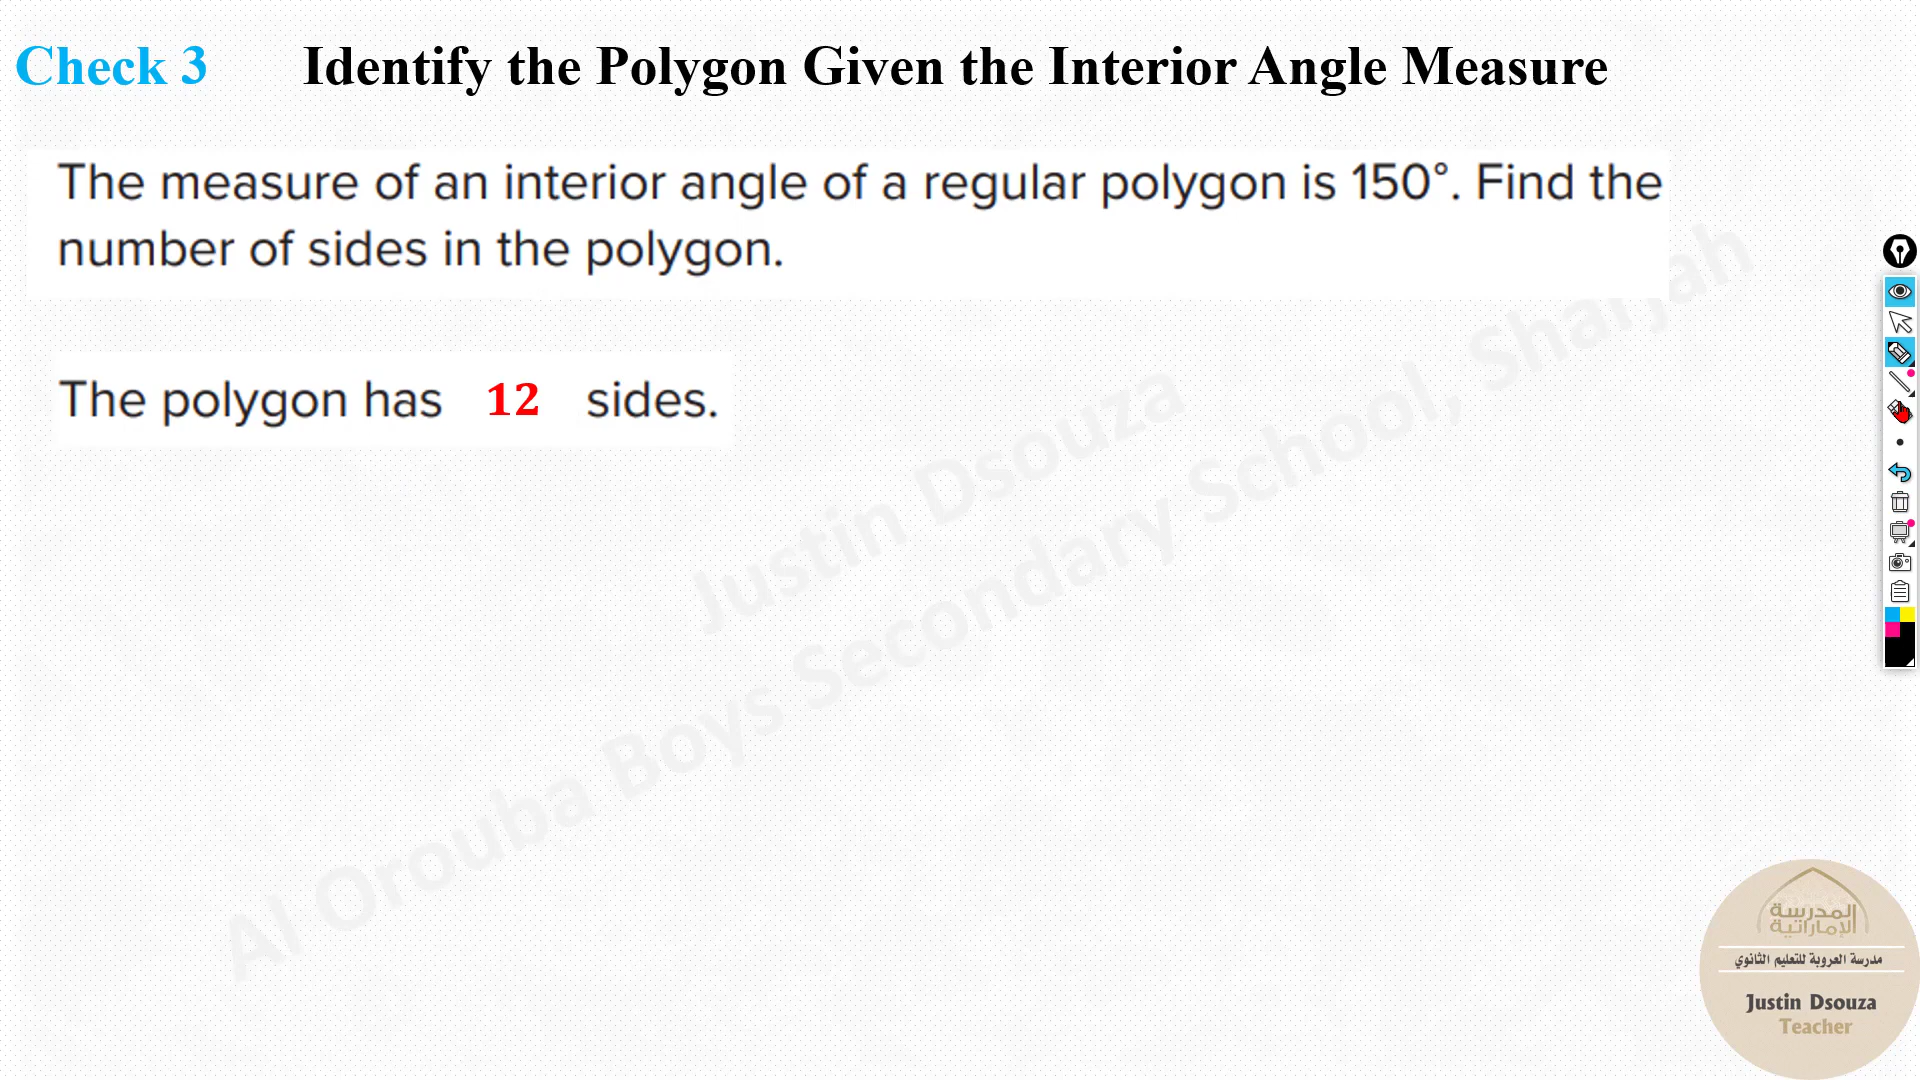 Check 3 Identify the Polygon Given the Interior Angle Measure
The measure of an interior angle of a regular polygon is 150°. Find the
number of sides in the polygon.
The polygon has 12 sides.
Justin Dsouza
Al Orouba Boys Secondary School, Sharjah
المدرسة
الإماراتية
مدرسة العروبة للتعليم الثانوي
Justin Dsouza
Teacher